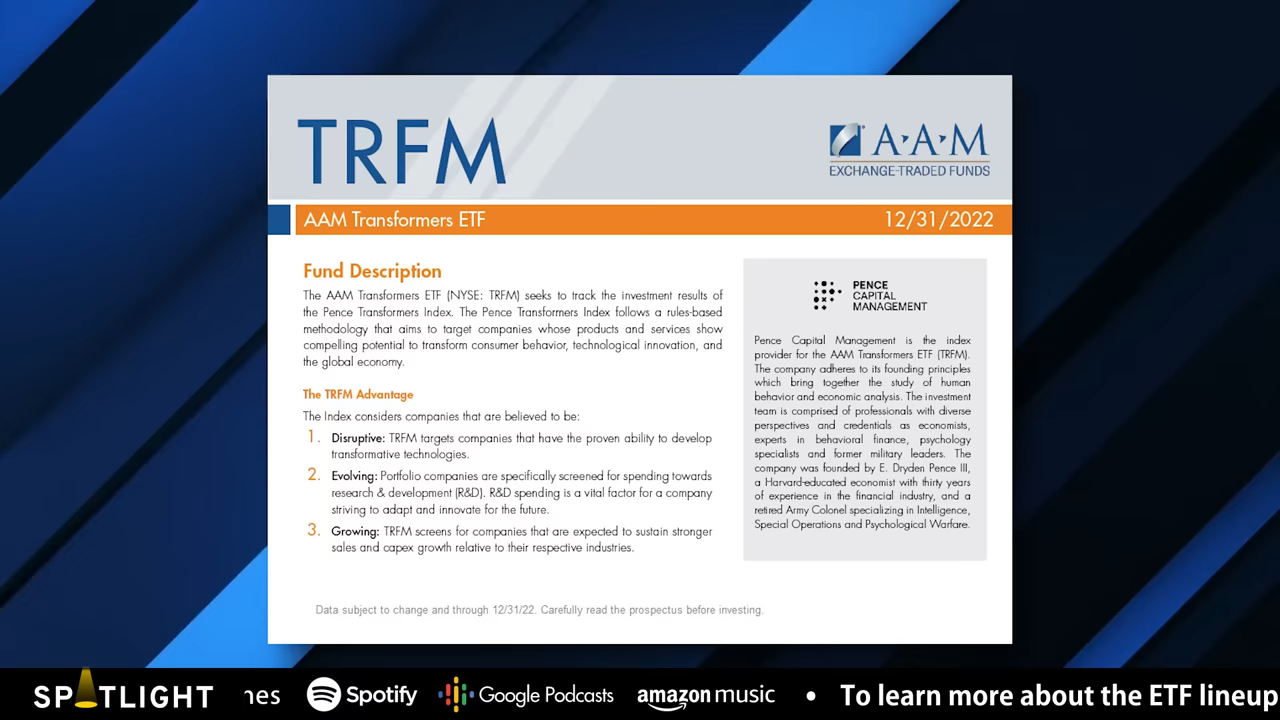 TRFM
A·A·M
EXCHANGE-TRADED FUNDS
AAM Transformers ETF
12/31/2022
Fund Description
The AAM Transformers ETF (NYSE: TRFM) seeks to track the investment results of
the Pence Transformers Index. The Pence Transformers Index follows a rules-based
methodology that aims to target companies whose products and services show
compelling potential to transform consumer behavior, technological innovation, and
the global economy.
The TRFM Advantage
The Index considers companies that are believed to be:
1. Disruptive: TRFM targets companies that have the proven ability to develop
transformative technologies.
2. Evolving: Portfolio companies are specifically screened for spending towards
research & development (R&D). R&D spending is a vital factor for a company
striving to adapt and innovate for the future.
3. Growing: TRFM screens for companies that are expected to sustain stronger
sales and capex growth relative to their respective industries.
PENCE
CAPITAL
MANAGEMENT
Pence Capital Management is the index
provider for the AAM Transformers ETF (TRFM).
The company adheres to its founding principles
which bring together the study of human
behavior and economic analysis. The investment
team is comprised of professionals with diverse
perspectives and credentials as economists,
experts in behavioral finance, psychology
specialists and former military leaders. The
company was founded by E. Dryden Pence III,
a Harvard-educated economist with thirty years
of experience in the financial industry, and a
retired Army Colonel specializing in Intelligence,
Special Operations and Psychological Warfare.
Data subject to change and through 12/31/22. Carefully read the prospectus before investing.
SPOTLIGHT nes Spotify Google Podcasts amazon music • To learn more about the ETF lineup